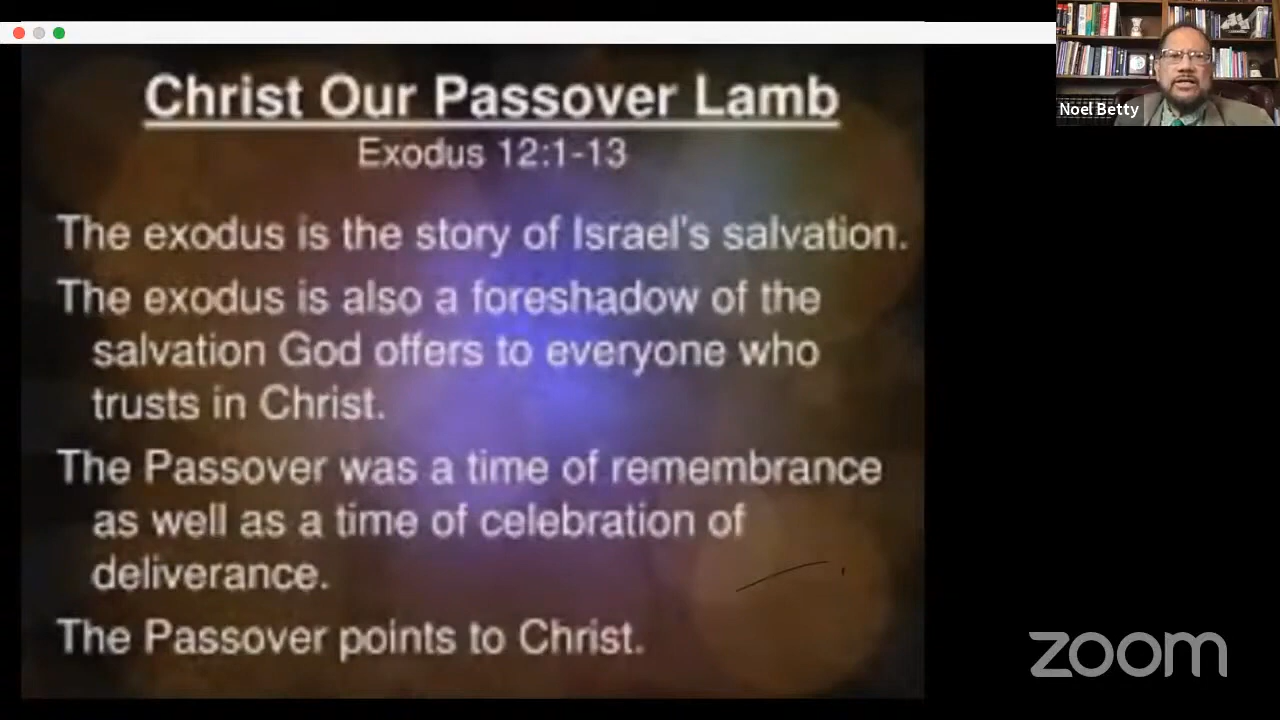 Christ Our Passover Lamb
Exodus 12:1-13
The exodus is the story of Israel's salvation.
The exodus is also a foreshadow of the
salvation God offers to everyone who
trusts in Christ.
The Passover was a time of remembrance
as well as a time of celebration of
deliverance.
The Passover points to Christ.
Noel Betty
zoom